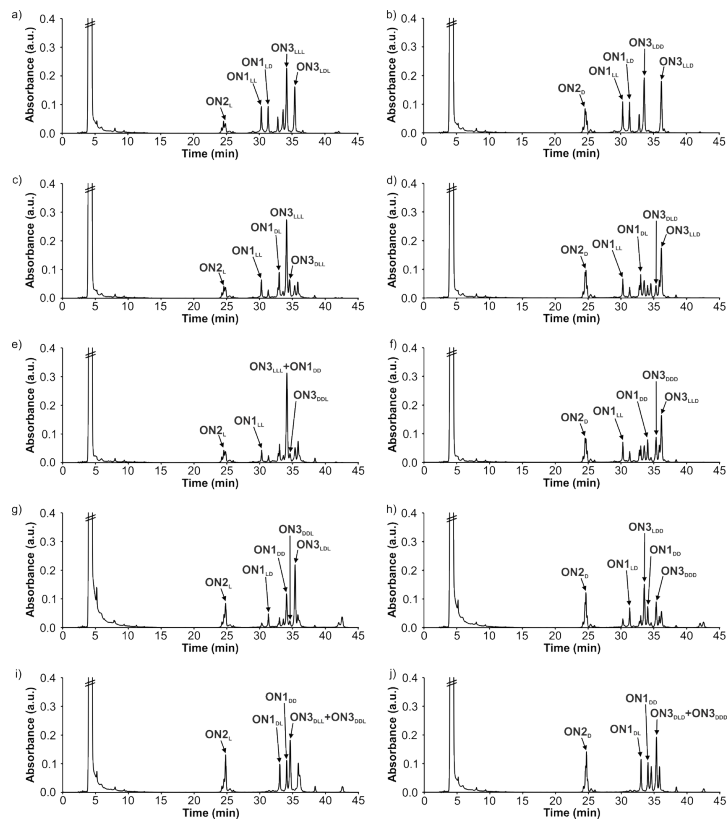 a)
Absorbance (a.u.)
0.4
0.3
0.2
0.1
0.0
ON2L
ON1LL
ON1LD
ON3LLL
ON3LDL
0 5 10 15 20 25 30 35 40 45
Time (min)
b)
Absorbance (a.u.)
0.4
0.3
0.2
0.1
0.0
ON2D
ON1LL
ON1LD
ON3LDD
ON3LLD
0 5 10 15 20 25 30 35 40 45
Time (min)
c)
Absorbance (a.u.)
0.4
0.3
0.2
0.1
0.0
ON2L
ON1LL
ON1DL
ON3LLL
ON3DLL
0 5 10 15 20 25 30 35 40 45
Time (min)
d)
Absorbance (a.u.)
0.4
0.3
0.2
0.1
0.0
ON2D
ON1LL
ON1DL
ON3DLD
ON3LLD
0 5 10 15 20 25 30 35 40 45
Time (min)
e)
Absorbance (a.u.)
0.4
0.3
0.2
0.1
0.0
ON2L
ON1LL
ON3LLL+ON1DD
ON3DDL
0 5 10 15 20 25 30 35 40 45
Time (min)
f)
Absorbance (a.u.)
0.4
0.3
0.2
0.1
0.0
ON2D
ON1LL
ON1DD
ON3DDD
ON3LLD
0 5 10 15 20 25 30 35 40 45
Time (min)
g)
Absorbance (a.u.)
0.4
0.3
0.2
0.1
0.0
ON2L
ON1LD
ON1DD
ON3DDL
ON3LDL
0 5 10 15 20 25 30 35 40 45
Time (min)
h)
Absorbance (a.u.)
0.4
0.3
0.2
0.1
0.0
ON2D
ON1LD
ON3LDD
ON1DD
ON3DDD
0 5 10 15 20 25 30 35 40 45
Time (min)
i)
Absorbance (a.u.)
0.4
0.3
0.2
0.1
0.0
ON2L
ON1DL
ON1DD
ON3DLL+ON3DDL
0 5 10 15 20 25 30 35 40 45
Time (min)
j)
Absorbance (a.u.)
0.4
0.3
0.2
0.1
0.0
ON2D
ON1DL
ON1DD
ON3DLD+ON3DDD
0 5 10 15 20 25 30 35 40 45
Time (min)